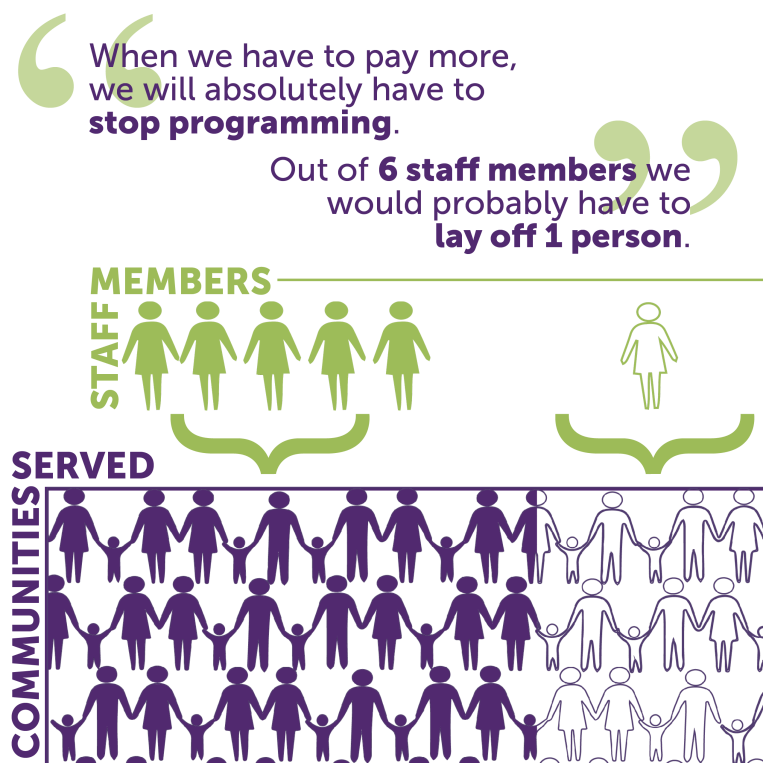 When we have to pay more,
we will absolutely have to
stop programming.
Out of 6 staff members we
would probably have to
lay off 1 person.
STAFF
MEMBERS
COMMUNITIES
SERVED